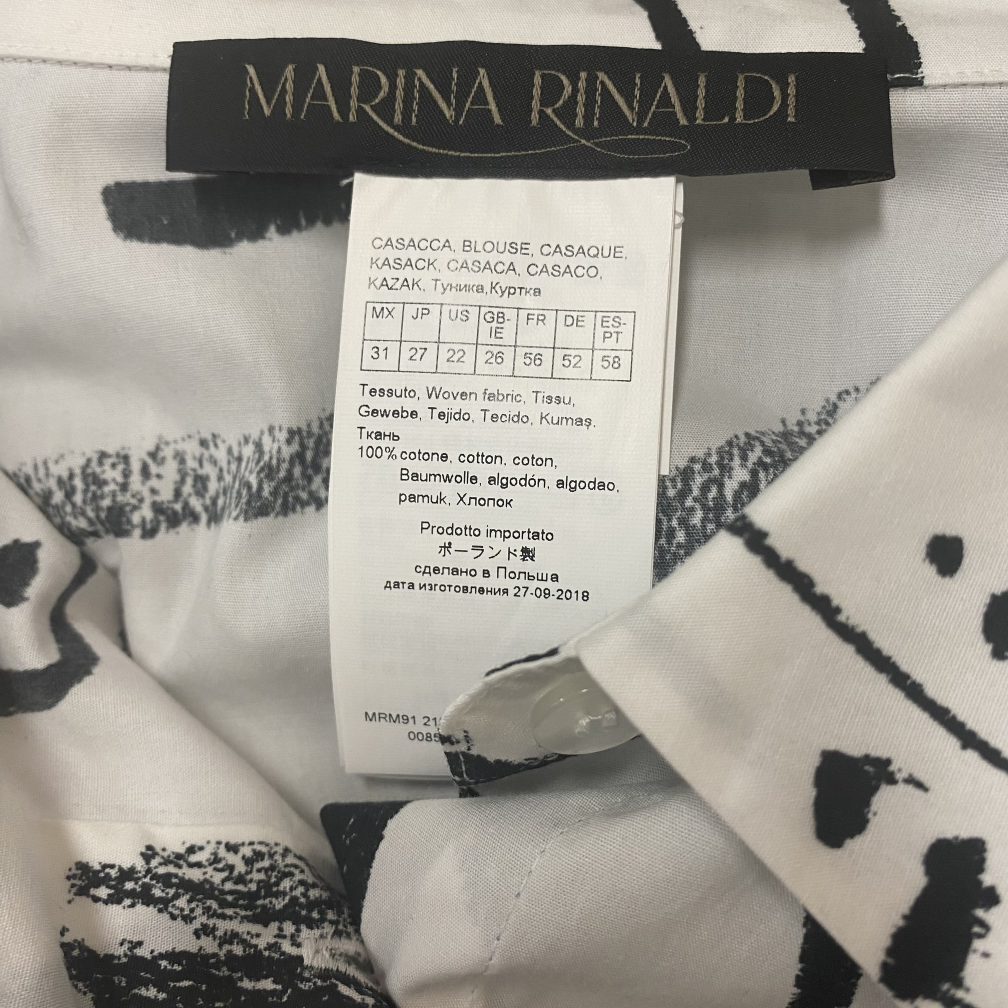 MARINA RINALDI
CASACCA, BLOUSE, CASAQUE,
KASACK, CASACA, CASACO,
KAZAK, Туника,Куртка
MX JP US GB-IE FR DE ES-PT
31 27 22 26 56 52 58
Tessuto, Woven fabric, Tissu,
Gewebe, Tejido, Tecido, Kumaş,
Ткань
100% cotone, cotton, coton,
Baumwolle, algodón, algodao,
pamuk, Хлопок
Prodotto importato
ポーランド製
сделано в Польша
дата изготовления 27-09-2018
MRM91 21
0085